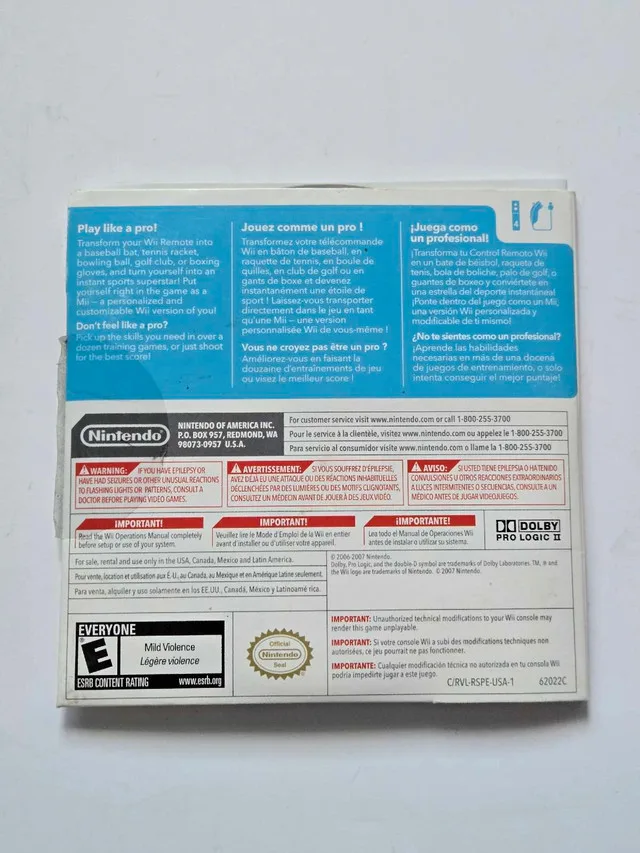 Play like a pro!
Transform your Wii Remote into
a baseball bat, tennis racket,
bowling ball, golf club, or boxing
gloves, and turn yourself into an
instant sports superstar! Put
yourself right in the game as a
Mii – a personalized and
customizable Wii version of you!
Don't feel like a pro?
Pick up the skills you need in over a
dozen training games, or just shoot
for the best score!
Jouez comme un pro !
Transformez votre télécommande
Wii en bâton de baseball, en
raquette de tennis, en boule de
quilles, en club de golf ou en
gants de boxe et devenez
instantanément une étoile de
sport ! Laissez-vous transporter
directement dans le jeu en tant
qu'une Mii – une version
personnalisée Wii de vous-même !
Vous ne croyez pas être un pro ?
Améliorez-vous en faisant la
douzaine d'entraînements de jeu
ou visez le meilleur score !
¡Juega como
un profesional!
¡Transforma tu Control Remoto Wii
en un bate de béisbol, raqueta de
tenis, bola de boliche, palo de golf, o
guantes de boxeo y conviértete en
una estrella del deporte instantánea!
¡Ponte dentro del juego como un Mii,
una versión Wii personalizada y
modificable de ti mismo!
¿No te sientes como un profesional?
¡Aprende las habilidades
necesarias en más de una docena
de juegos de entrenamiento, o solo
intenta conseguir el mejor puntaje!
4
Nintendo
NINTENDO OF AMERICA INC.
P.O. BOX 957, REDMOND, WA
98073-0957 U.S.A.
For customer service visit www.nintendo.com or call 1-800-255-3700
Pour le service à la clientèle, visitez www.nintendo.com ou appelez le 1-800-255-3700
Para servicio al consumidor visite www.nintendo.com o llame la 1-800-255-3700
WARNING: IF YOU HAVE EPILEPSY OR
HAVE HAD SEIZURES OR OTHER UNUSUAL REACTIONS
TO FLASHING LIGHTS OR PATTERNS, CONSULT A
DOCTOR BEFORE PLAYING VIDEO GAMES.
AVERTISSEMENT: SI VOUS SOUFFREZ D'ÉPILEPSIE,
AVEZ DÉJÀ EU UNE ATTAQUE OU DES RÉACTIONS INHABITUELLES
DÉCLENCHÉES PAR DES LUMIÈRES OU DES MOTIFS CLIGNOTANTS,
CONSULTEZ UN MÉDECIN AVANT DE JOUER À DES JEUX VIDÉO.
AVISO: SI USTED TIENE EPILEPSIA O HA TENIDO
CONVULSIONES U OTROS REACCIONES EXTRAORDINARIOS
A LUCES INTERMITENTES O SECUENCIAS, CONSULTE A UN
MÉDICO ANTES DE JUGAR VIDEOJUEGOS.
IMPORTANT!
Read the Wii Operations Manual completely
before setup or use of your system.
IMPORTANT!
Veuillez lire le Mode d'Emploi de la Wii en entier
avant d'installer ou d'utiliser votre appareil.
¡IMPORTANTE!
Lea todo el Manual de Operaciones Wii
antes de instalar o utilizar su sistema.
DOLBY
PRO LOGIC II
For sale, rental and use only in the USA, Canada, Mexico and Latin America.
Pour vente, location et utilisation aux É.-U., au Canada, au Mexique et en Amérique Latine seulement.
Para venta, alquiler y uso solamente en los EE.UU., Canadá, México y Latinoamérica.
© 2006-2007 Nintendo.
Dolby, Pro Logic, and the double-D symbol are trademarks of Dolby Laboratories. TM, ® and
the Wii logo are trademarks of Nintendo. © 2007 Nintendo.
EVERYONE
E
Mild Violence
Légère violence
ESRB CONTENT RATING www.esrb.org
Official
Nintendo
Seal
IMPORTANT: Unauthorized technical modifications to your Wii console may
render this game unplayable.
IMPORTANT: Si votre console Wii a subi des modifications techniques non
autorisées, ce jeu pourrait ne pas fonctionner.
IMPORTANTE: Cualquier modificación técnica no autorizada en tu consola Wii
podría impedirte jugar a este juego.
C/RVL-RSPE-USA-1 62022C